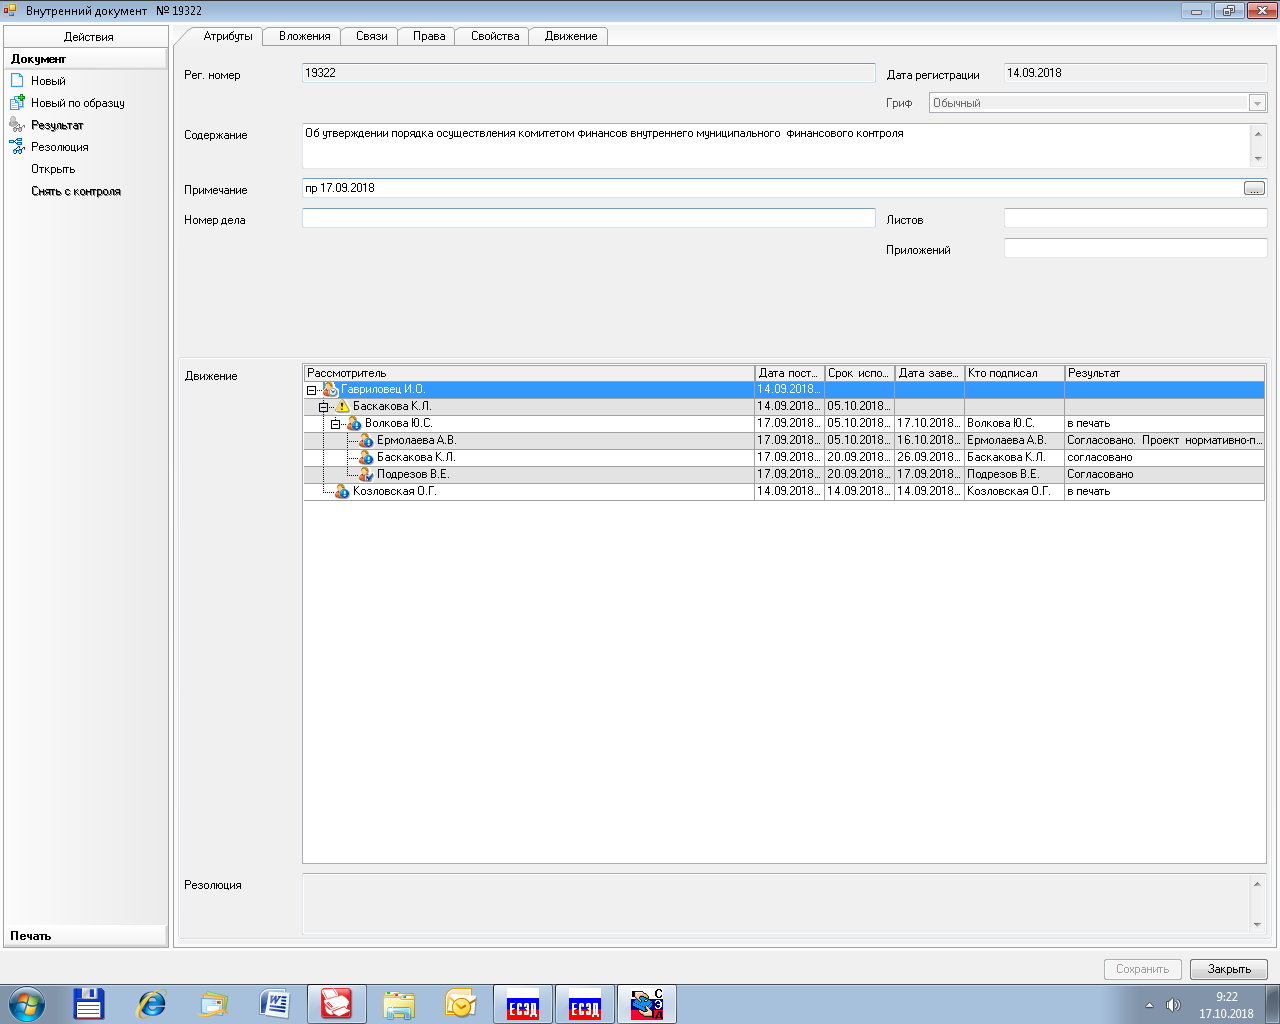 Внутренний документ № 19322
Действия
Документ
Новый
Новый по образцу
Результат
Резолюция
Открыть
Снять с контроля
Печать
Атрибуты Вложения Связи Права Свойства Движение
Рег. номер 19322 Дата регистрации 14.09.2018
Гриф Обычный
Содержание Об утверждении порядка осуществления комитетом финансов внутреннего муниципального финансового контроля
Примечание пр 17.09.2018 ...
Номер дела Листов
Приложений
Движение
Рассмотритель Дата пост... Срок испо... Дата заве... Кто подписал Результат
Гавриловец И.О. 14.09.2018...
Баскакова К.Л. 14.09.2018... 05.10.2018...
Волкова Ю.С. 17.09.2018... 05.10.2018... 17.10.2018... Волкова Ю.С. в печать
Ермолаева А.В. 17.09.2018... 05.10.2018... 16.10.2018... Ермолаева А.В. Согласовано. Проект нормативно-п...
Баскакова К.Л. 17.09.2018... 20.09.2018... 26.09.2018... Баскакова К.Л. согласовано
Подрезов В.Е. 17.09.2018... 20.09.2018... 17.09.2018... Подрезов В.Е. Согласовано
Козловская О.Г. 14.09.2018... 14.09.2018... 14.09.2018... Козловская О.Г. в печать
Резолюция
Сохранить Закрыть
ЕСЭД ЕСЭД СЭД
9:22
17.10.2018